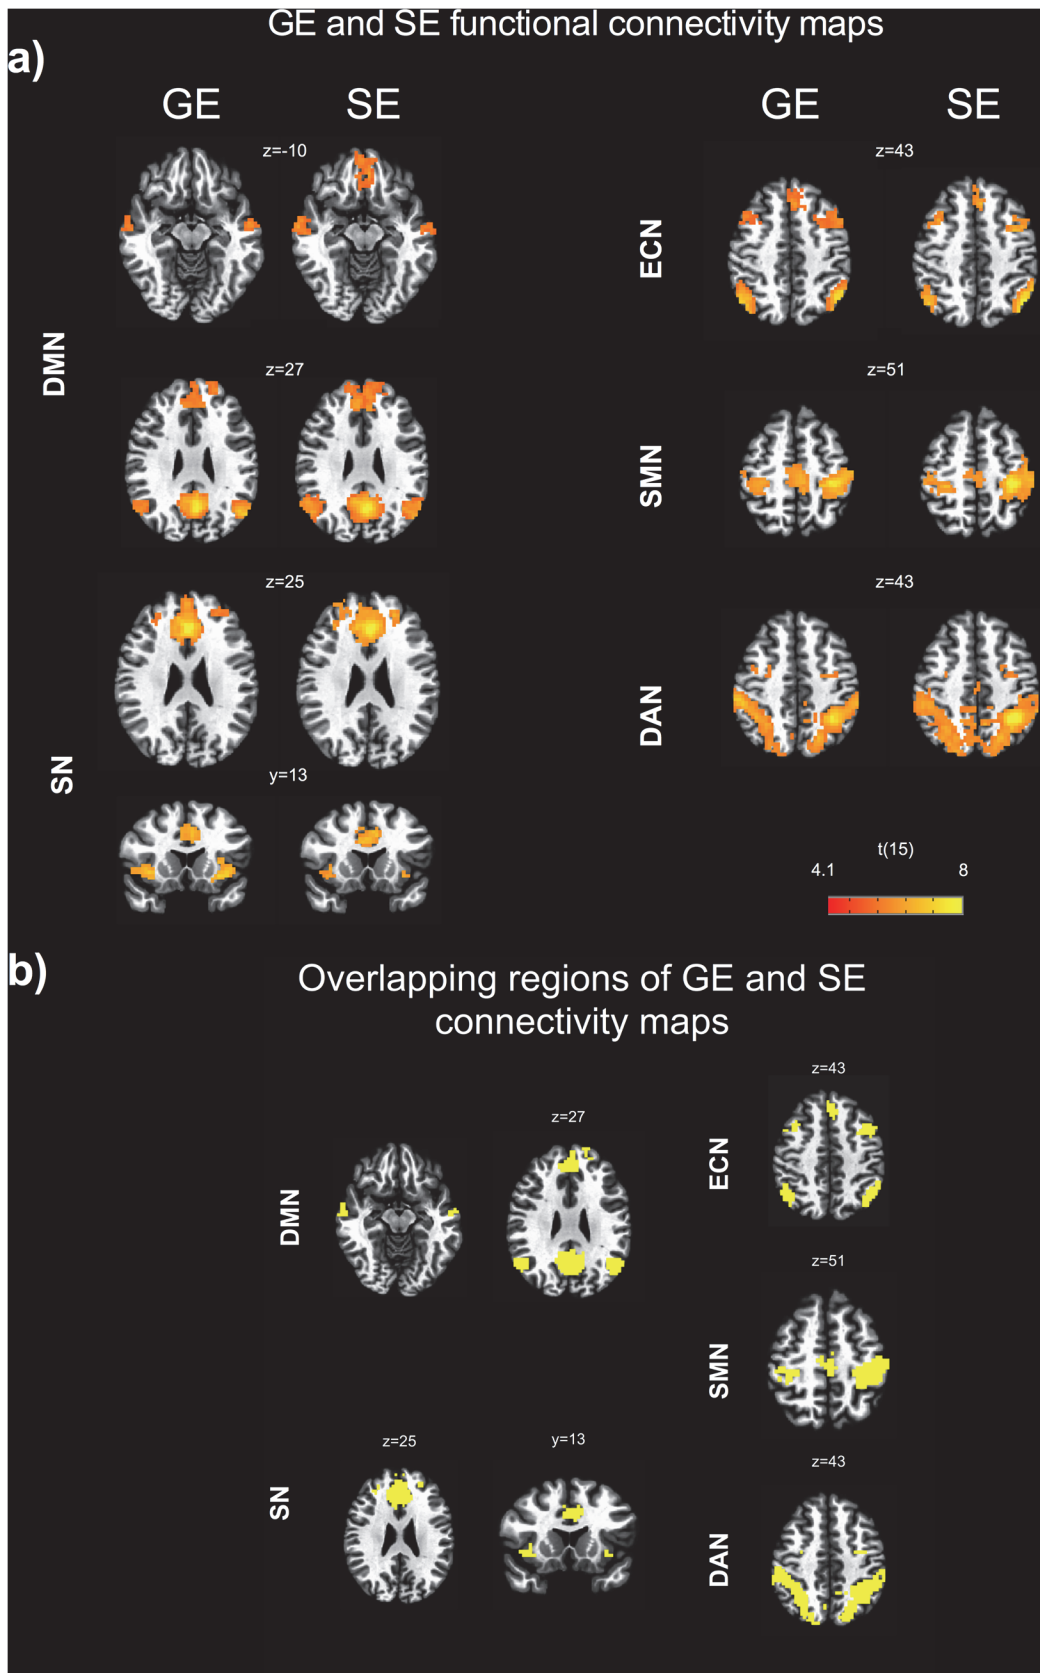 GE and SE functional connectivity maps
a)
GE SE
z=-10
DMN
z=27
z=25
SN
y=13
GE SE
z=43
ECN
z=51
SMN
z=43
DAN
t(15)
4.1 8
b)
Overlapping regions of GE and SE
connectivity maps
DMN
z=27
z=43
ECN
z=51
SMN
z=25
y=13
SN
z=43
DAN